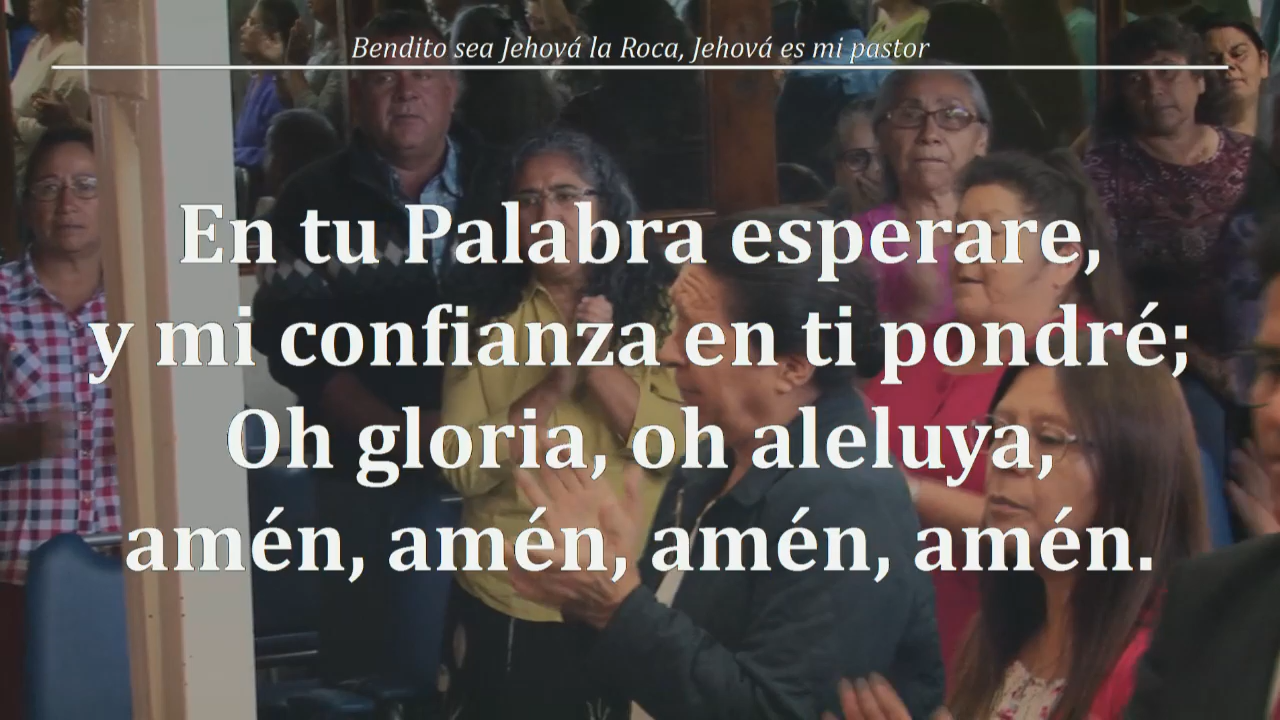 Bendito sea Jehová la Roca, Jehová es mi pastor
En tu Palabra esperare,
y mi confianza en ti pondré;
Oh gloria, oh aleluya,
amén, amén, amén, amén.